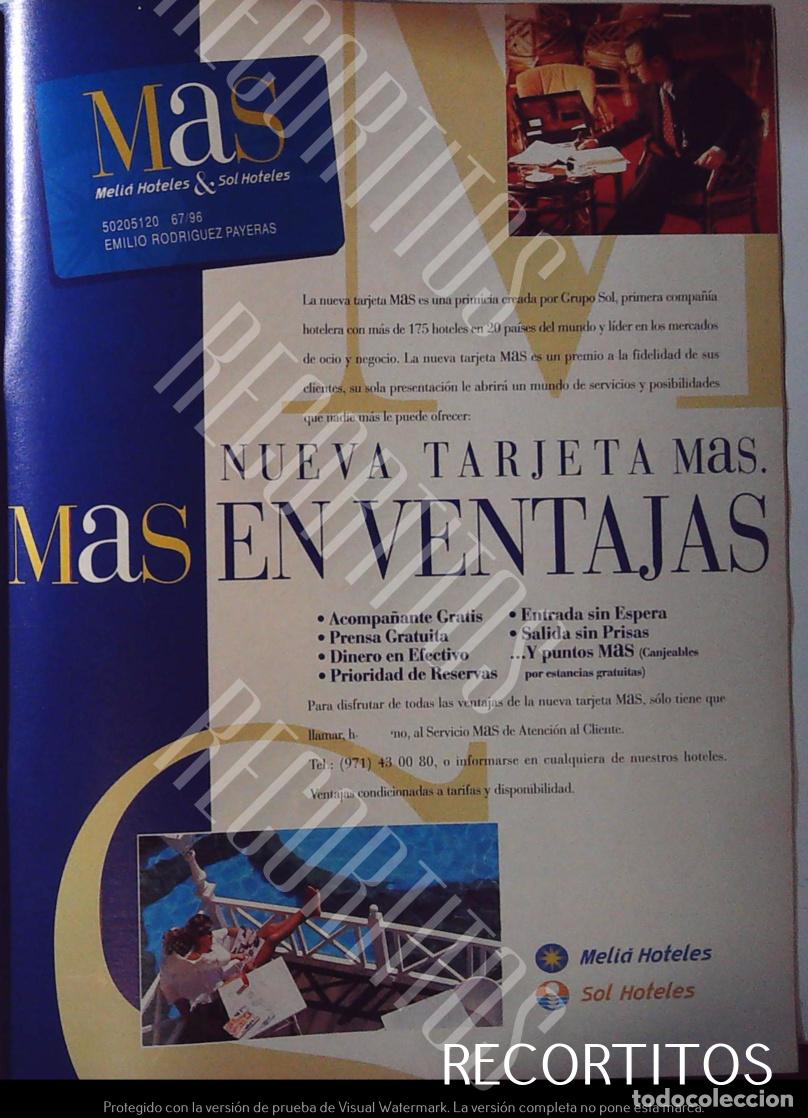 MaS
Meliá Hoteles & Sol Hoteles
50205120 67/96
EMILIO RODRIGUEZ PAYERAS
La nueva tarjeta MaS es una primicia creada por Grupo Sol, primera compañía
hotelera con más de 175 hoteles en 20 países del mundo y líder en los mercados
de ocio y negocio. La nueva tarjeta MaS es un premio a la fidelidad de sus
clientes, su sola presentación le abrirá un mundo de servicios y posibilidades
que nadie más le puede ofrecer:
NUEVA TARJETA MaS.
MaS EN VENTAJAS
• Acompañante Gratis
• Prensa Gratuita
• Dinero en Efectivo
• Prioridad de Reservas
• Entrada sin Espera
• Salida sin Prisas
...Y puntos MaS (Canjeables
por estancias gratuitas)
Para disfrutar de todas las ventajas de la nueva tarjeta MaS, sólo tiene que
llamar, al Servicio MaS de Atención al Cliente.
Tel.: (971) 43 00 80, o informarse en cualquiera de nuestros hoteles.
Ventajas condicionadas a tarifas y disponibilidad.
Meliá Hoteles
Sol Hoteles
RECORTITOS
RECORTITOS
RECORTITOS
RECORTITOS
todocoleccion
Protegido con la versión de prueba de Visual Watermark. La versión completa no pone esta marca.